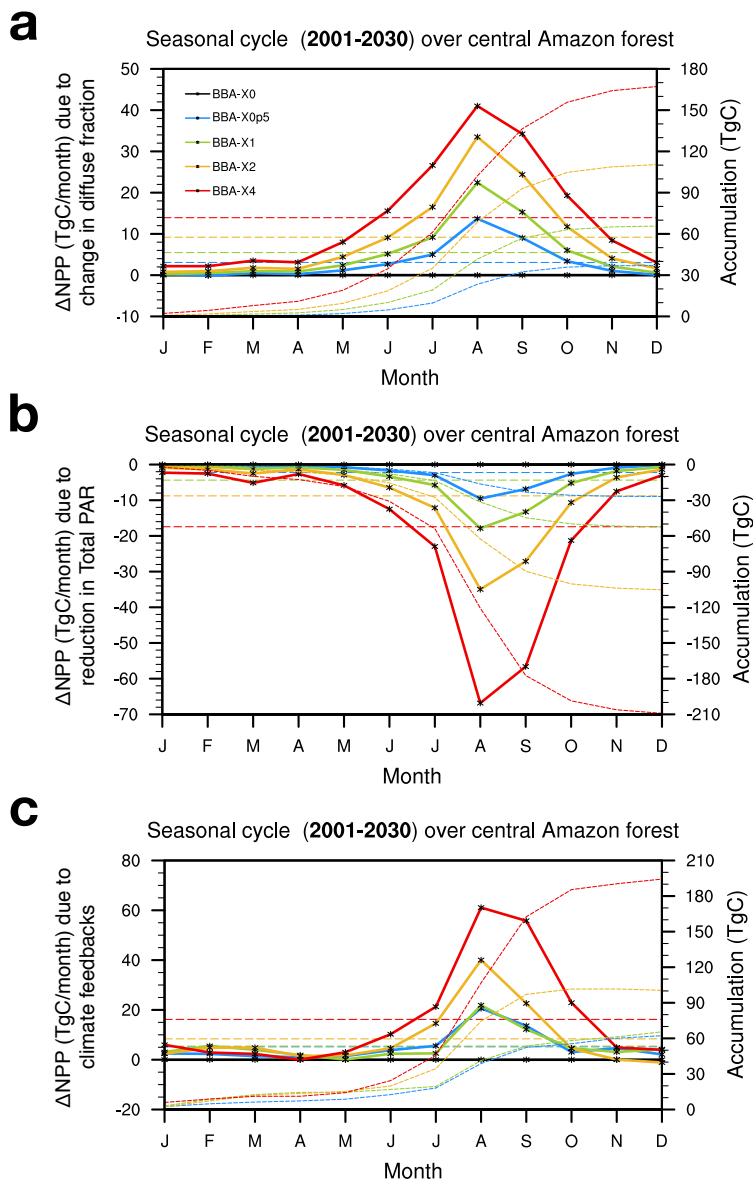 a
Seasonal cycle (2001-2030) over central Amazon forest
ΔNPP (TgC/month) due to
change in diffuse fraction
50
40
30
20
10
0
-10
BBA-X0
BBA-X0p5
BBA-X1
BBA-X2
BBA-X4
180
150
120
90
60
30
0
Accumulation (TgC)
J F M A M J J A S O N D
Month
b
Seasonal cycle (2001-2030) over central Amazon forest
ΔNPP (TgC/month) due to
reduction in Total PAR
0
-10
-20
-30
-40
-50
-60
-70
0
-30
-60
-90
-120
-150
-180
-210
Accumulation (TgC)
J F M A M J J A S O N D
Month
c
Seasonal cycle (2001-2030) over central Amazon forest
ΔNPP (TgC/month) due to
climate feedbacks
80
60
40
20
0
-20
210
180
150
120
90
60
30
0
Accumulation (TgC)
J F M A M J J A S O N D
Month